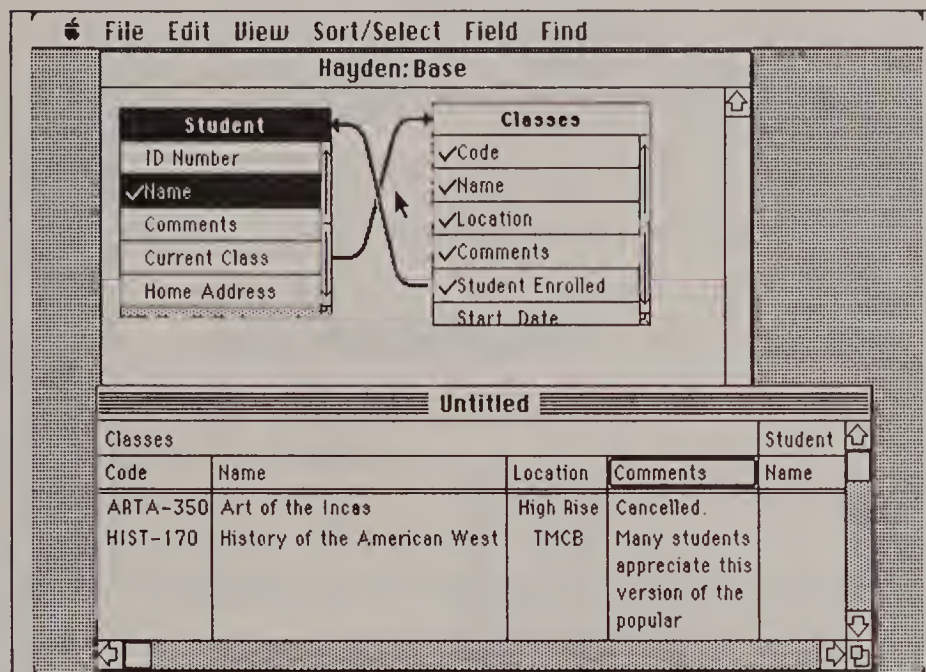 File Edit View Sort/Select Field Find
Hayden:Base
Student
ID Number
✓Name
Comments
Current Class
Home Address
Classes
✓Code
✓Name
✓Location
✓Comments
✓Student Enrolled
Start Date
Untitled
Classes Student
Code Name Location Comments Name
ARTA-350 Art of the Incas High Rise Cancelled.
HIST-170 History of the American West TMCB Many students
appreciate this
version of the
popular